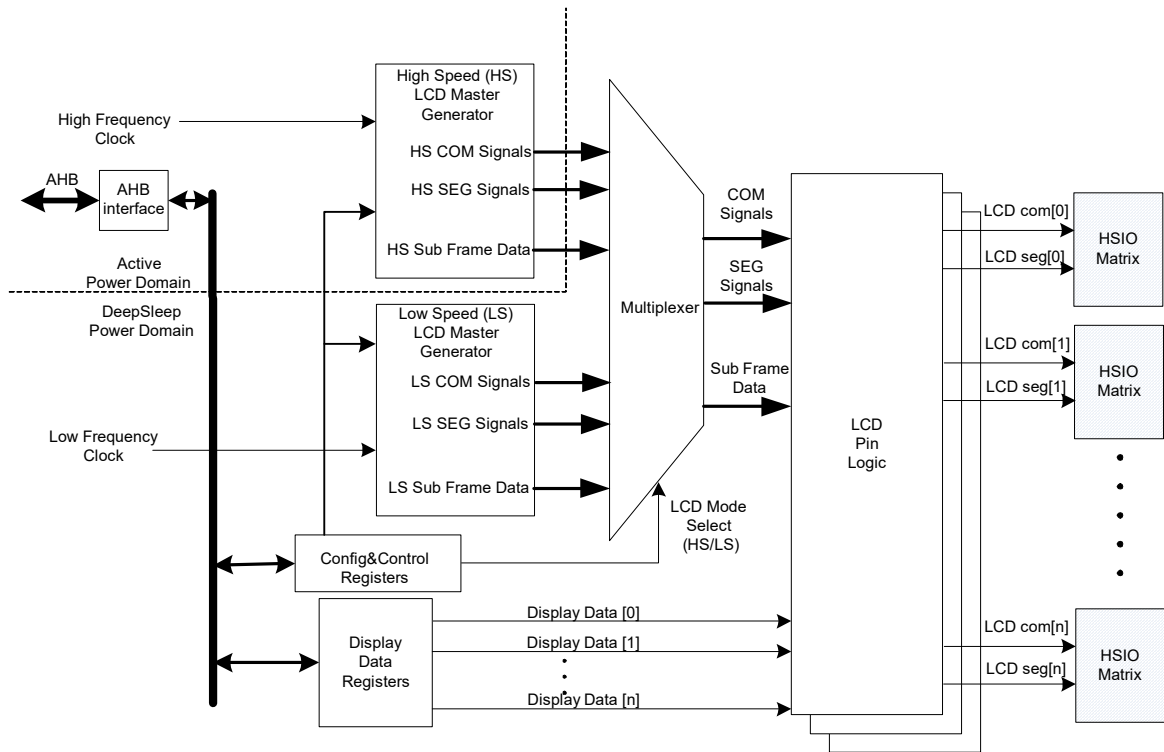 High Speed (HS)
LCD Master
Generator
High Frequency
Clock
HS COM Signals
HS SEG Signals
HS Sub Frame Data
AHB
AHB
interface
Active
Power Domain
DeepSleep
Power Domain
Low Speed (LS)
LCD Master
Generator
LS COM Signals
LS SEG Signals
LS Sub Frame Data
Low Frequency
Clock
Multiplexer
COM
Signals
SEG
Signals
Sub Frame
Data
LCD Mode
Select
(HS/LS)
Config&Control
Registers
Display
Data
Registers
Display Data [0]
Display Data [1]
Display Data [n]
LCD
Pin
Logic
LCD com[0]
LCD seg[0]
HSIO
Matrix
LCD com[1]
LCD seg[1]
HSIO
Matrix
LCD com[n]
LCD seg[n]
HSIO
Matrix